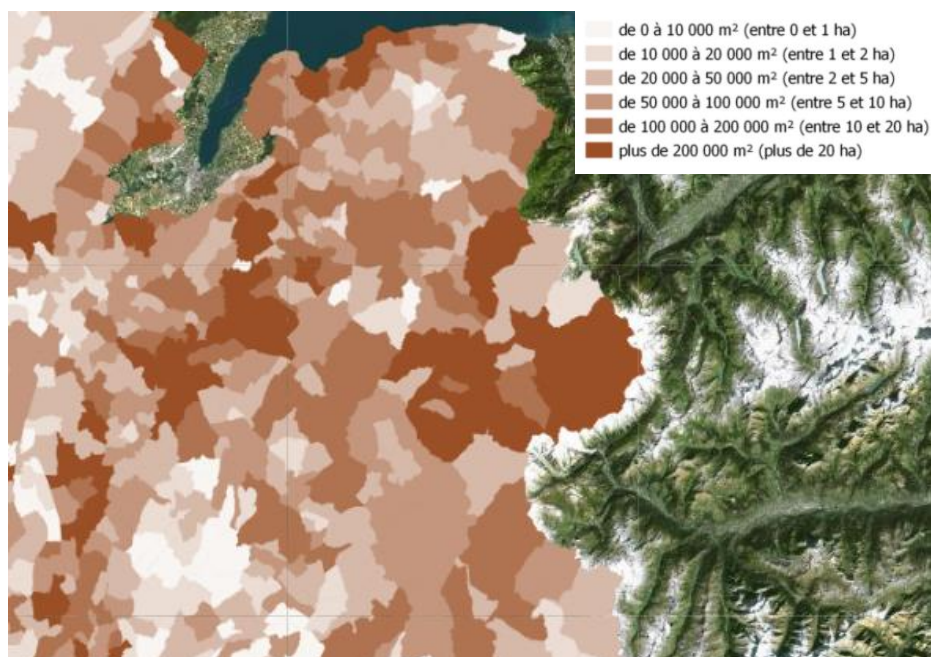 de 0 à 10 000 m² (entre 0 et 1 ha)
de 10 000 à 20 000 m² (entre 1 et 2 ha)
de 20 000 à 50 000 m² (entre 2 et 5 ha)
de 50 000 à 100 000 m² (entre 5 et 10 ha)
de 100 000 à 200 000 m² (entre 10 et 20 ha)
plus de 200 000 m² (plus de 20 ha)